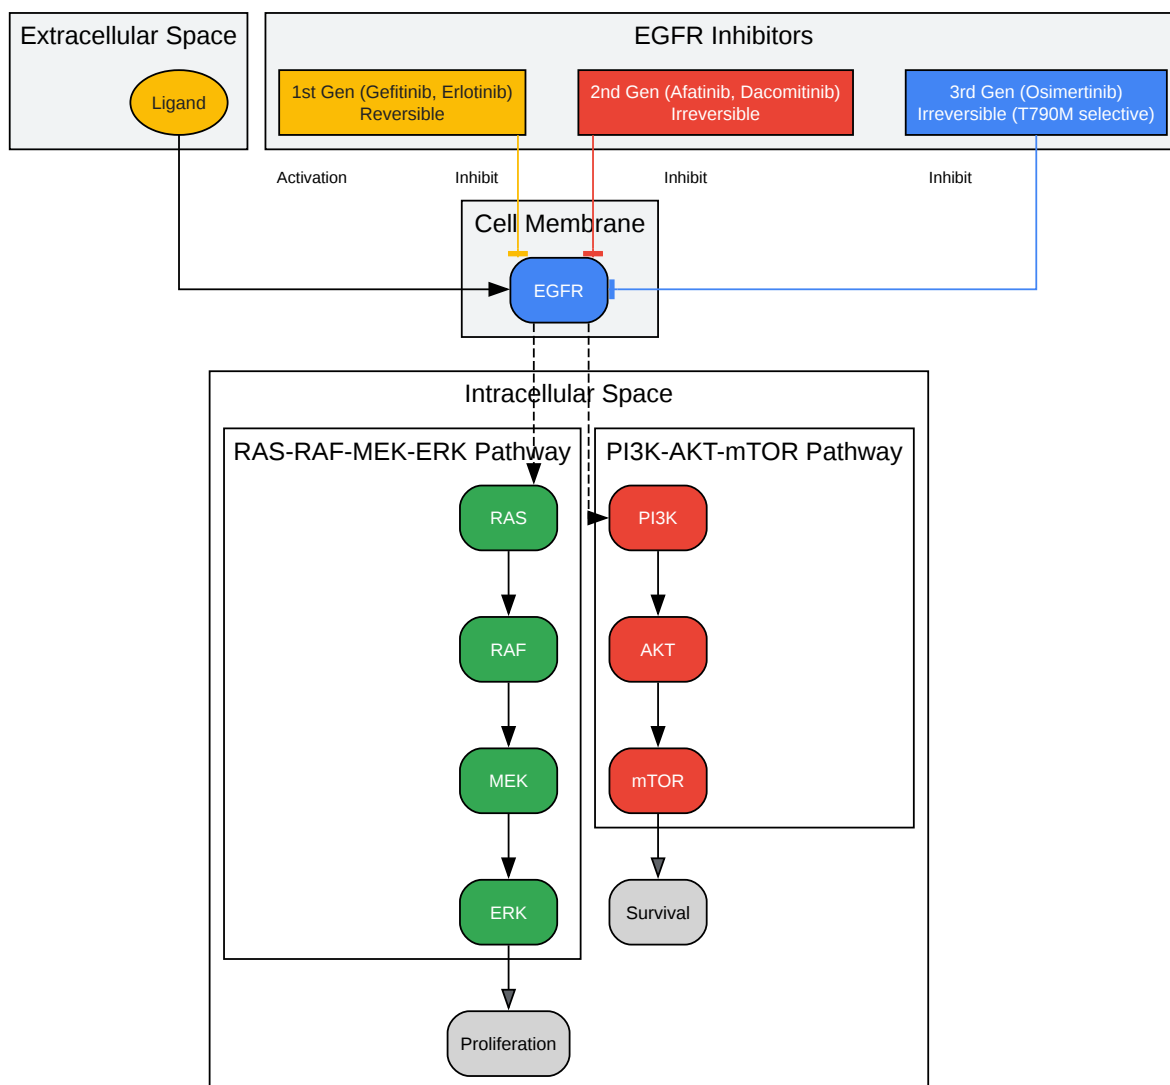 Extracellular Space
EGFR Inhibitors
Ligand
1st Gen (Gefitinib, Erlotinib)
Reversible
2nd Gen (Afatinib, Dacomitinib)
Irreversible
3rd Gen (Osimertinib)
Irreversible (T790M selective)
Activation
Inhibit
Inhibit
Inhibit
Cell Membrane
EGFR
Intracellular Space
RAS-RAF-MEK-ERK Pathway
PI3K-AKT-mTOR Pathway
RAS
PI3K
RAF
AKT
MEK
mTOR
ERK
Survival
Proliferation